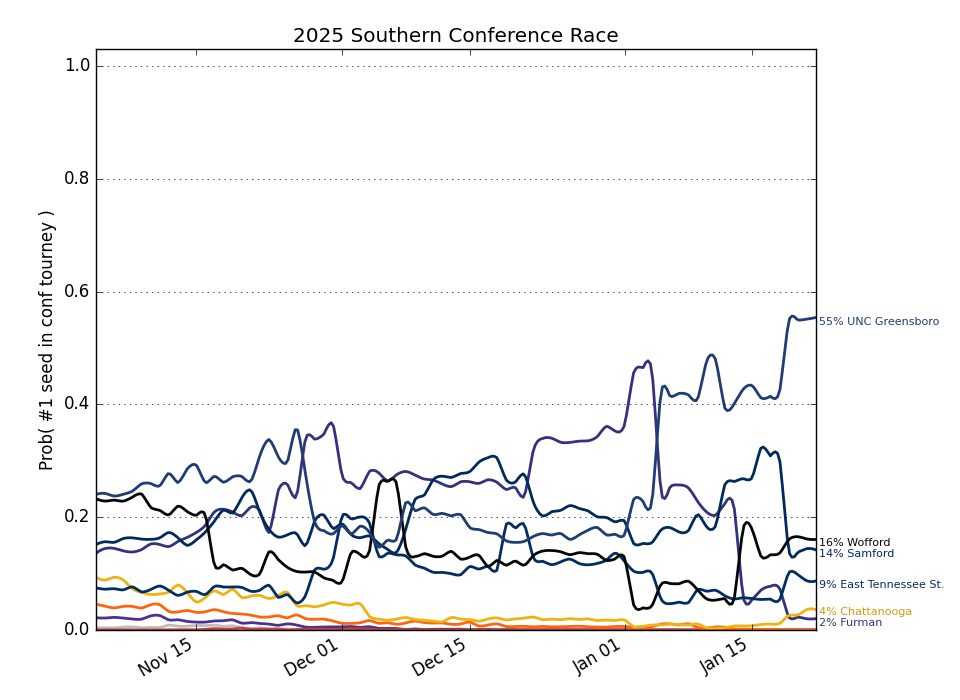 2025 Southern Conference Race
1.0
0.8
0.6
0.4
0.2
0.0
Prob( #1 seed in conf tourney )
55% UNC Greensboro
16% Wofford
14% Samford
9% East Tennessee St.
4% Chattanooga
2% Furman
Nov 15
Dec 01
Dec 15
Jan 01
Jan 15